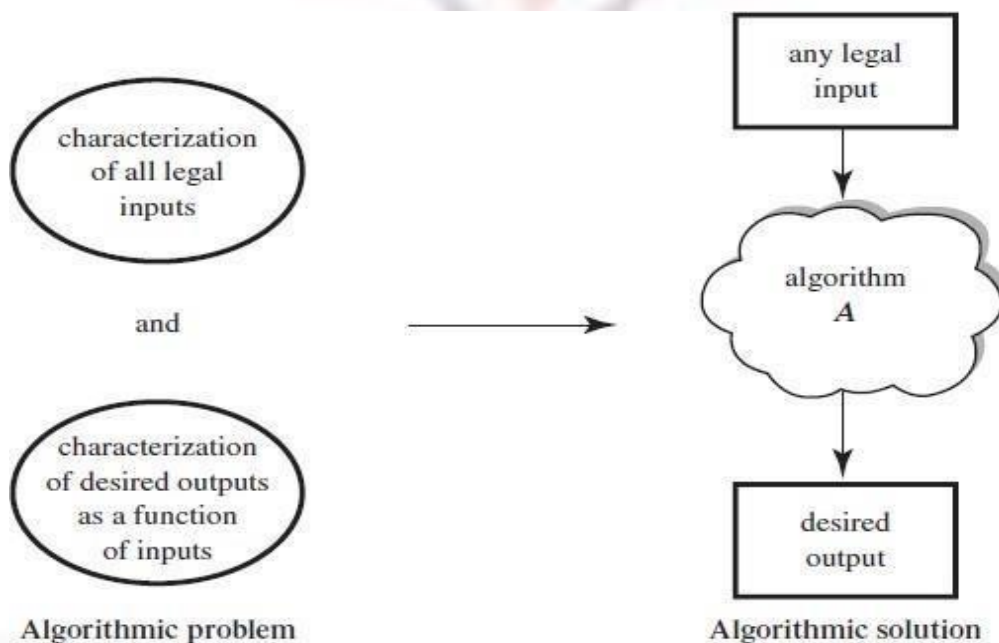 characterization
of all legal
inputs
and
characterization
of desired outputs
as a function
of inputs
Algorithmic problem
any legal
input
algorithm
A
desired
output
Algorithmic solution